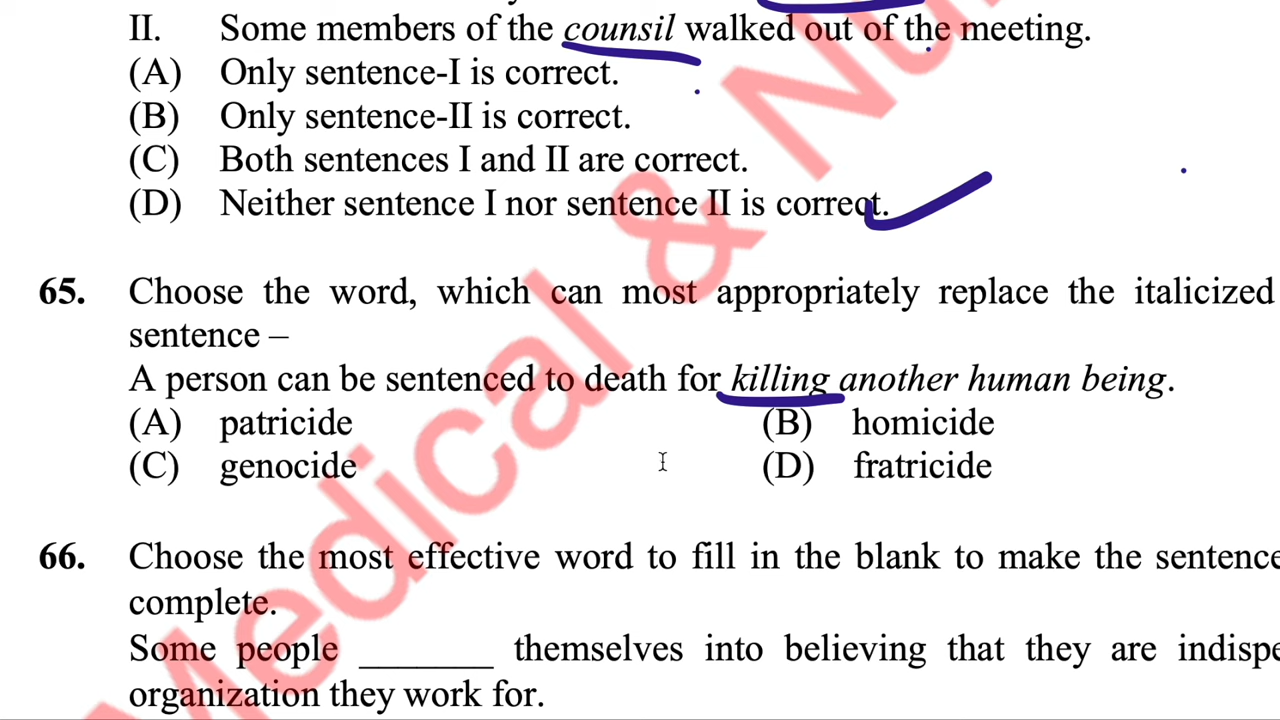 II. Some members of the counsil walked out of the meeting.
(A) Only sentence-I is correct.
(B) Only sentence-II is correct.
(C) Both sentences I and II are correct.
(D) Neither sentence I nor sentence II is correct.
65. Choose the word, which can most appropriately replace the italicized
sentence –
A person can be sentenced to death for killing another human being.
(A) patricide (B) homicide
(C) genocide (D) fratricide
66. Choose the most effective word to fill in the blank to make the sentence
complete.
Some people _______ themselves into believing that they are indispe
organization they work for.
Medical & Nu